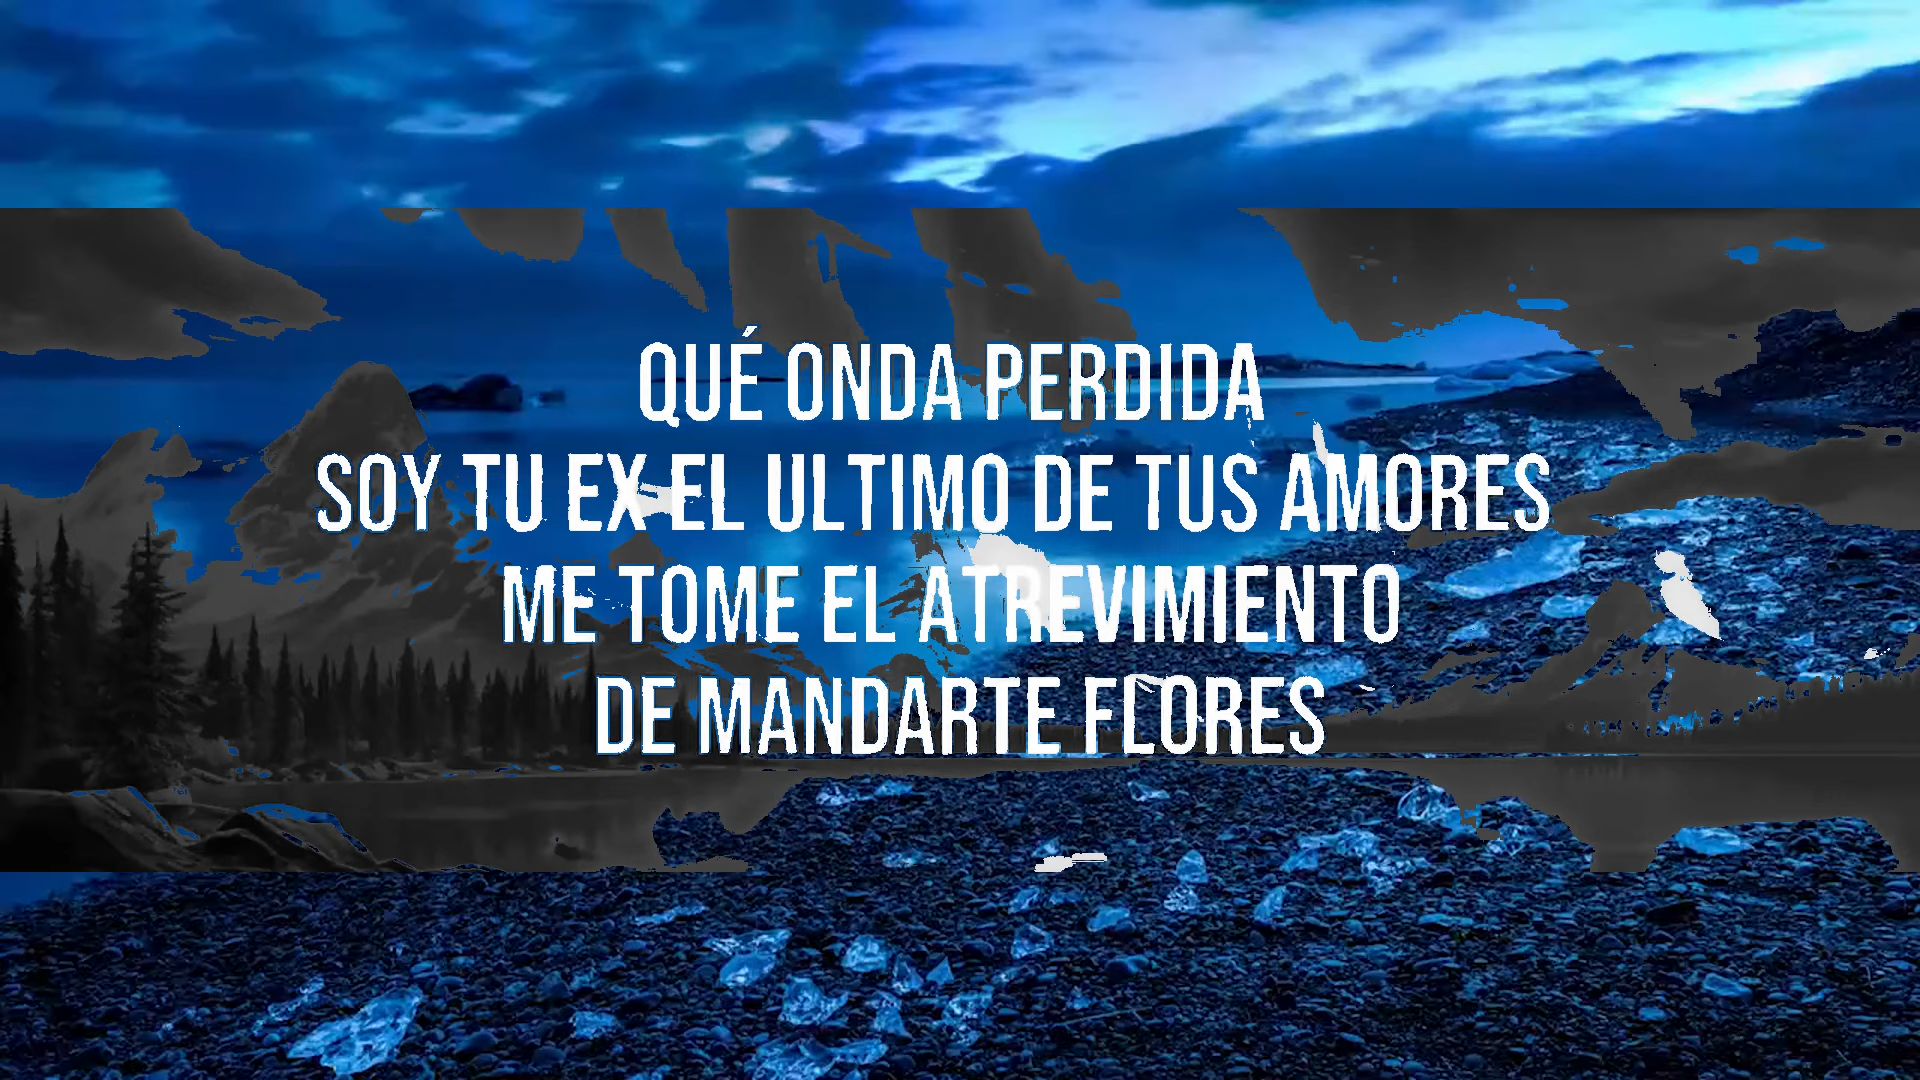 QUÉ ONDA PERDIDA
SOY TU EX EL ULTIMO DE TUS AMORES
ME TOME EL ATREVIMIENTO
DE MANDARTE FLORES